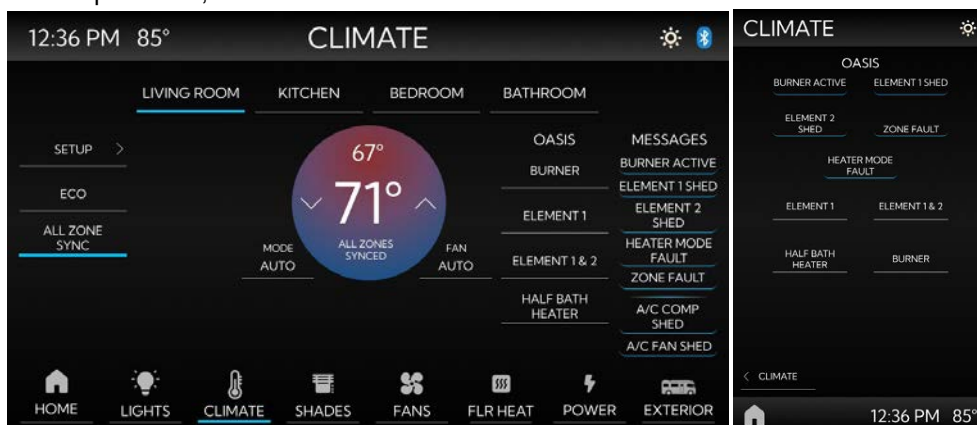 12:36 PM 85° CLIMATE
LIVING ROOM KITCHEN BEDROOM BATHROOM
SETUP >
ECO
ALL ZONE
SYNC
67°
71°
ALL ZONES
SYNCED
MODE
AUTO
FAN
AUTO
OASIS
BURNER
ELEMENT 1
ELEMENT 1 & 2
HALF BATH
HEATER
MESSAGES
BURNER ACTIVE
ELEMENT 1 SHED
ELEMENT 2
SHED
HEATER MODE
FAULT
ZONE FAULT
A/C COMP
SHED
A/C FAN SHED
HOME LIGHTS CLIMATE SHADES FANS FLR HEAT POWER EXTERIOR
CLIMATE
OASIS
BURNER ACTIVE ELEMENT 1 SHED
ELEMENT 2
SHED
ZONE FAULT
HEATER MODE
FAULT
ELEMENT 1 ELEMENT 1 & 2
HALF BATH
HEATER
BURNER
< CLIMATE
12:36 PM 85°